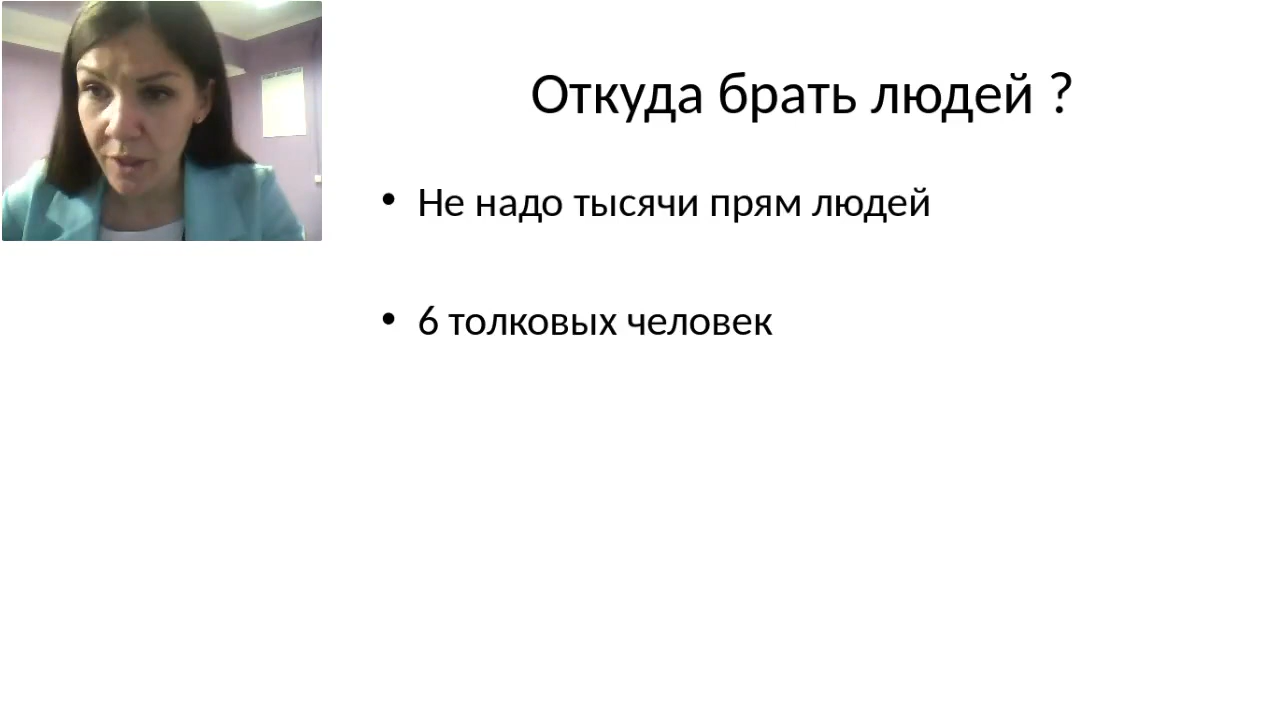 Откуда брать людей ?
• Не надо тысячи прям людей
• 6 толковых человек